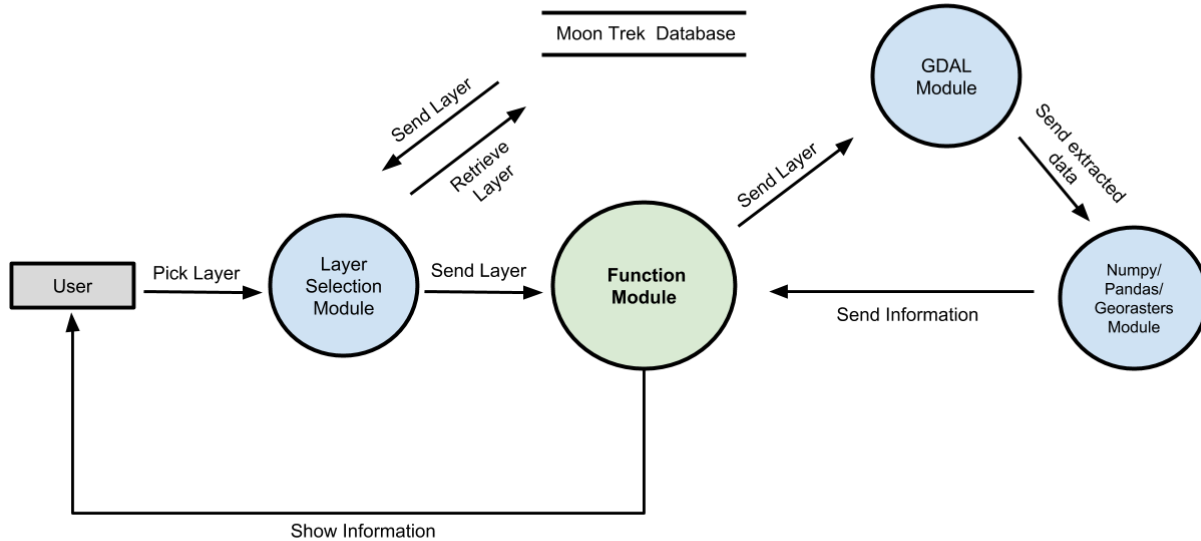 Moon Trek Database
GDAL
Module
Send Layer
Retrieve
Layer
Send Layer
Send extracted
data
User
Pick Layer
Layer
Selection
Module
Send Layer
Function
Module
Send Information
Numpy/
Pandas/
Georasters
Module
Show Information